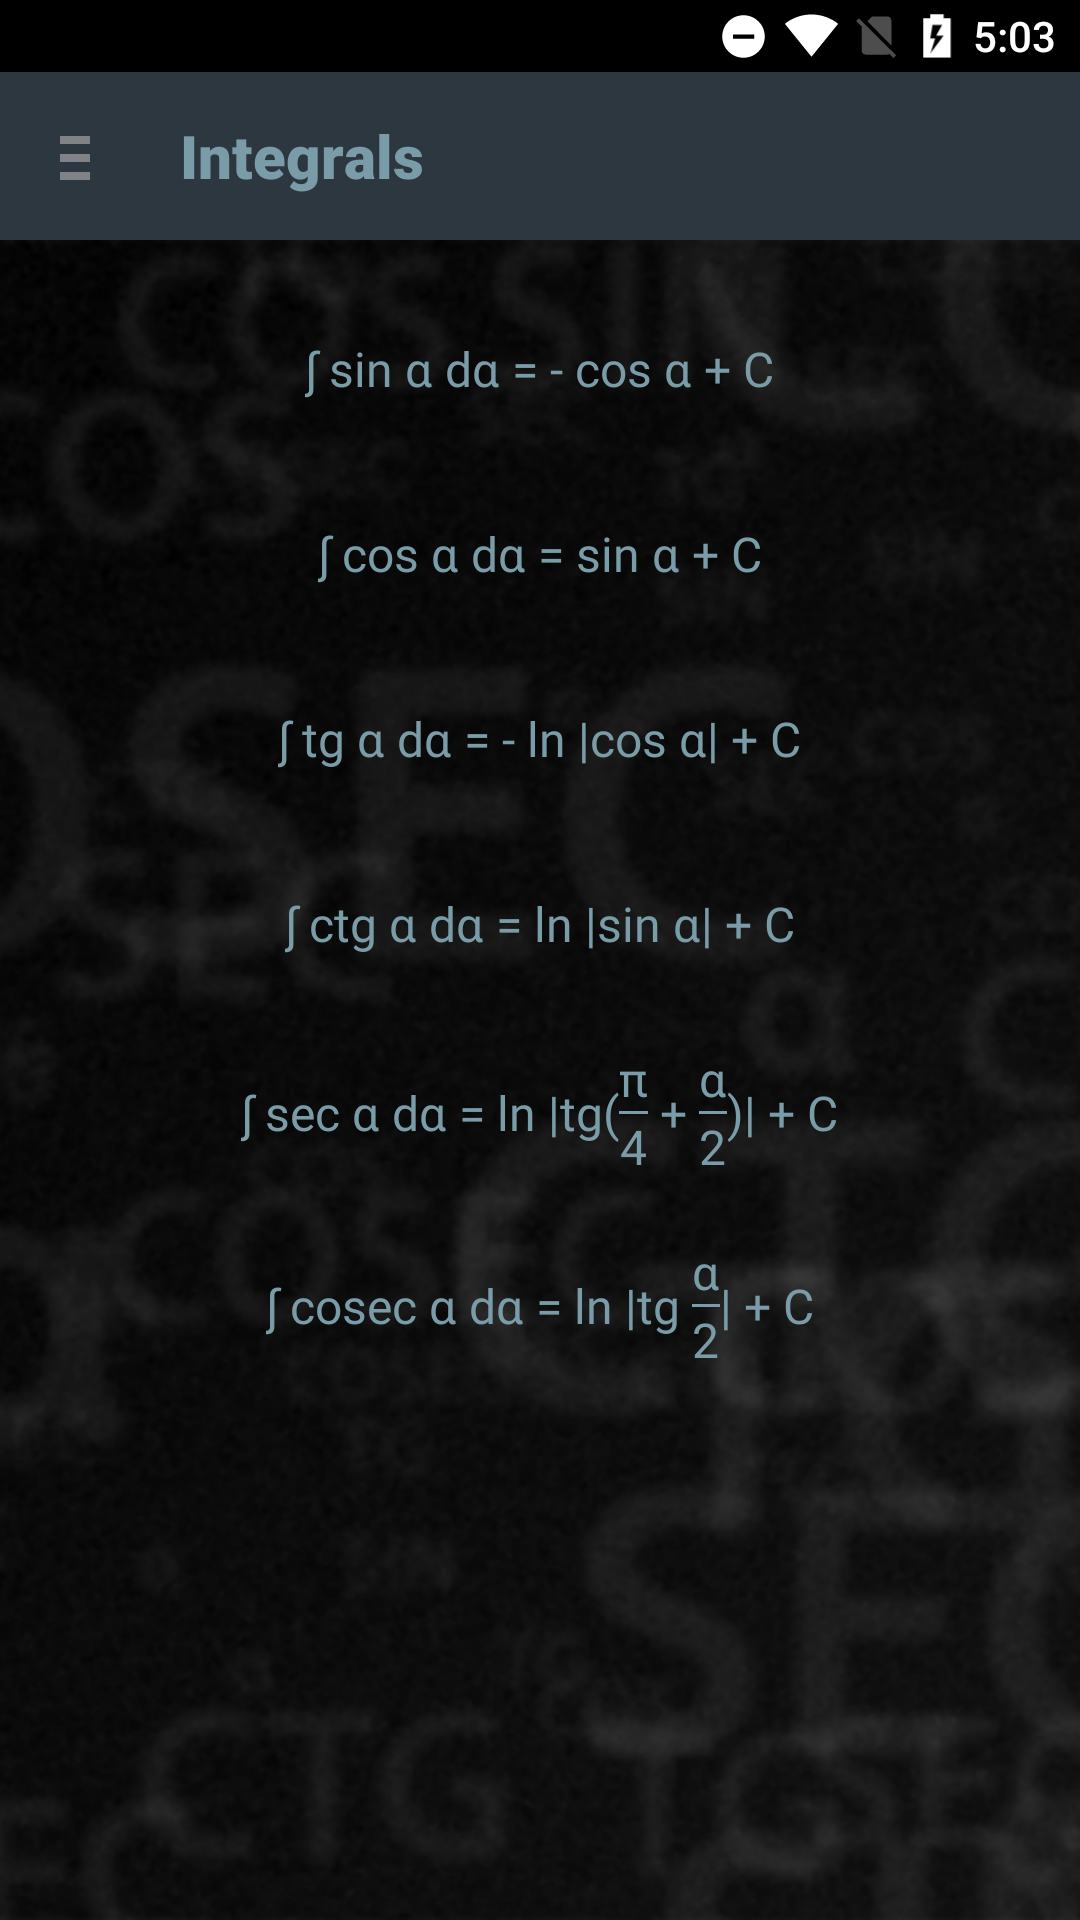 5:03
Integrals
∫ sin α dα = - cos α + C
∫ cos α dα = sin α + C
∫ tg α dα = - ln |cos α| + C
∫ ctg α dα = ln |sin α| + C
∫ sec α dα = ln |tg(π/4 + α/2)| + C
∫ cosec α dα = ln |tg α/2| + C